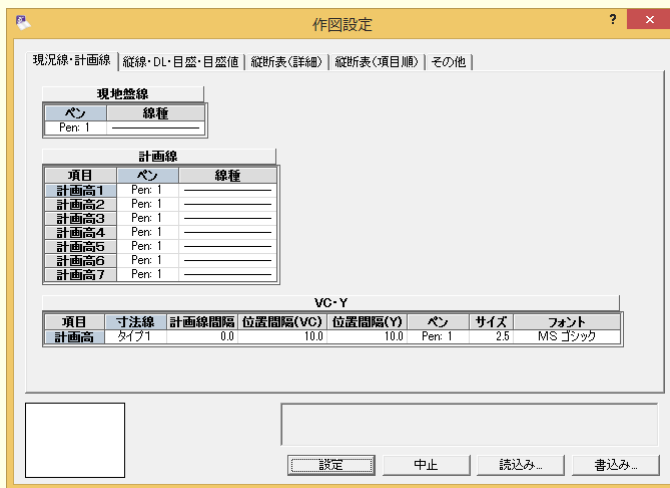 作図設定
? ×
現況線・計画線 縦線・DL・目盛・目盛値 縦断表(詳細) 縦断表(項目順) その他
現地盤線
ペン 線種
Pen: 1
計画線
項目 ペン 線種
計画高1 Pen: 1
計画高2 Pen: 1
計画高3 Pen: 1
計画高4 Pen: 1
計画高5 Pen: 1
計画高6 Pen: 1
計画高7 Pen: 1
VC・Y
項目 寸法線 計画線間隔 位置間隔(VC) 位置間隔(Y) ペン サイズ フォント
計画高 タイプ1 0.0 10.0 10.0 Pen: 1 2.5 MS ゴシック
設定 中止 読込み... 書込み...